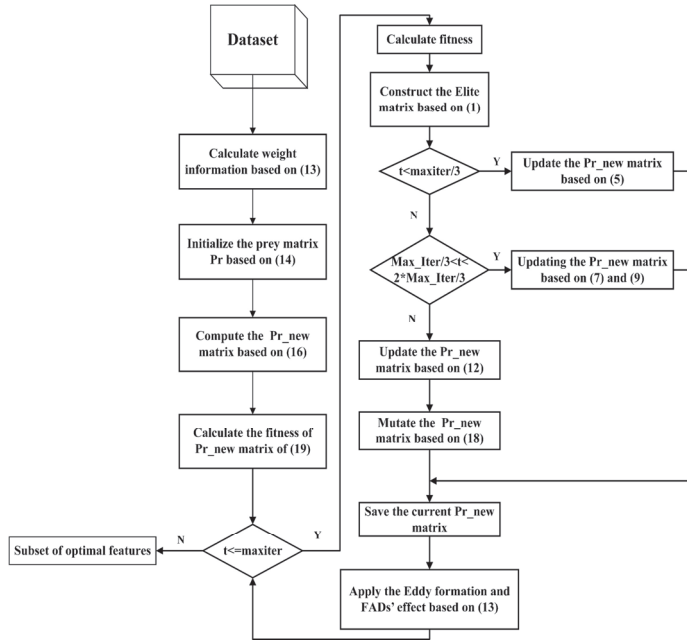 Dataset
Calculate weight
information based on (13)
Initialize the prey matrix
Pr based on (14)
Compute the Pr_new
matrix based on (16)
Calculate the fitness of
Pr_new matrix of (19)
t<=maxiter
N
Y
Subset of optimal features
Calculate fitness
Construct the Elite
matrix based on (1)
t<maxiter/3
Y
Update the Pr_new matrix
based on (5)
N
Max_Iter/3<t<
2*Max_Iter/3
Y
Updating the Pr_new matrix
based on (7) and (9)
N
Update the Pr_new
matrix based on (12)
Mutate the Pr_new
matrix based on (18)
Save the current Pr_new
matrix
Apply the Eddy formation and
FADs' effect based on (13)